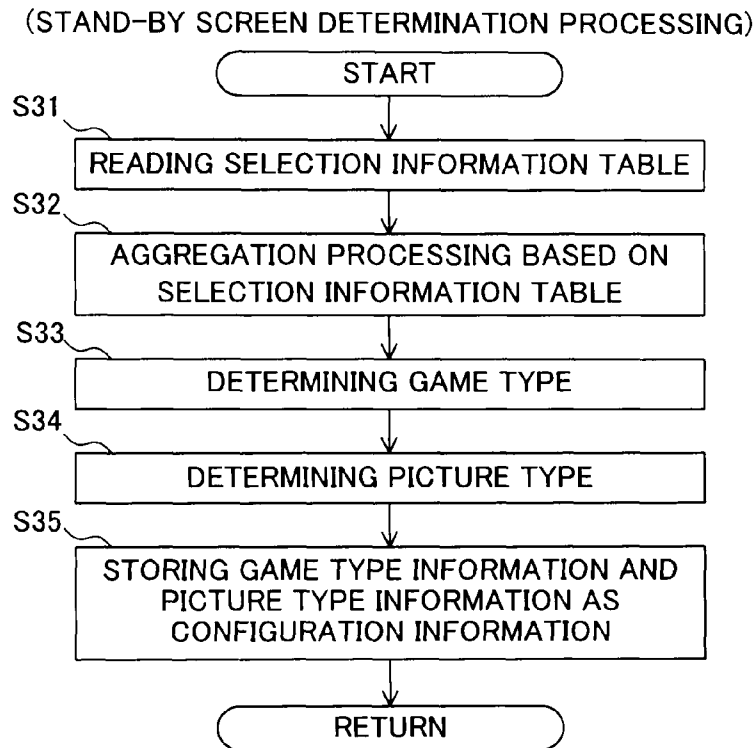 (STAND-BY SCREEN DETERMINATION PROCESSING)
START
S31
READING SELECTION INFORMATION TABLE
S32
AGGREGATION PROCESSING BASED ON
SELECTION INFORMATION TABLE
S33
DETERMINING GAME TYPE
S34
DETERMINING PICTURE TYPE
S35
STORING GAME TYPE INFORMATION AND
PICTURE TYPE INFORMATION AS
CONFIGURATION INFORMATION
RETURN